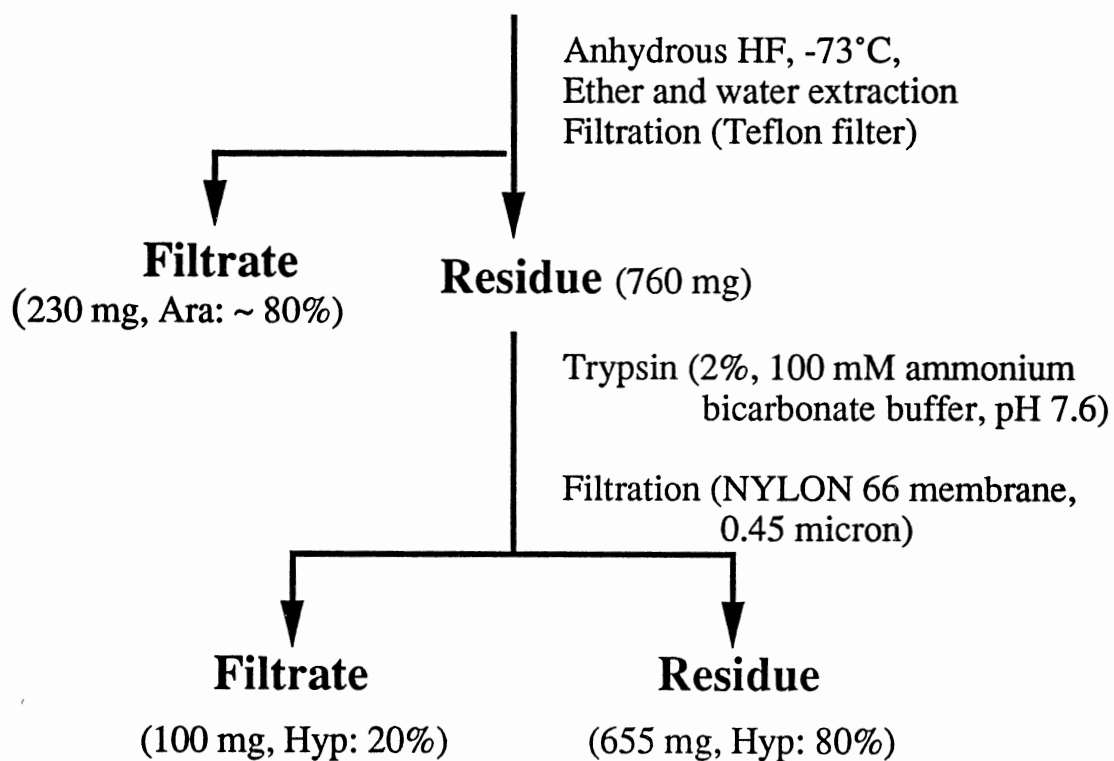 Anhydrous HF, -73°C,
Ether and water extraction
Filtration (Teflon filter)
Filtrate
(230 mg, Ara: ~ 80%)
Residue (760 mg)
Trypsin (2%, 100 mM ammonium
bicarbonate buffer, pH 7.6)
Filtration (NYLON 66 membrane,
0.45 micron)
Filtrate
(100 mg, Hyp: 20%)
Residue
(655 mg, Hyp: 80%)